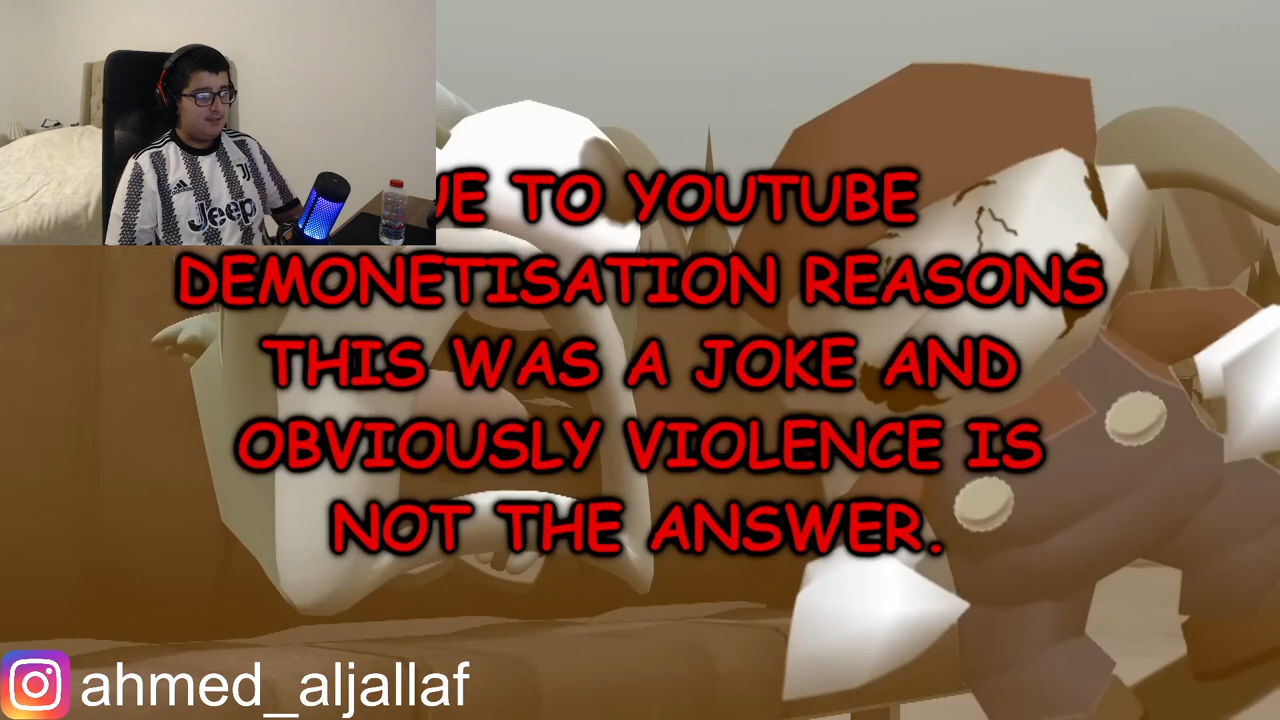 Jeep
UE TO YOUTUBE
DEMONETISATION REASONS
THIS WAS A JOKE AND
OBVIOUSLY VIOLENCE IS
NOT THE ANSWER.
ahmed_aljallaf